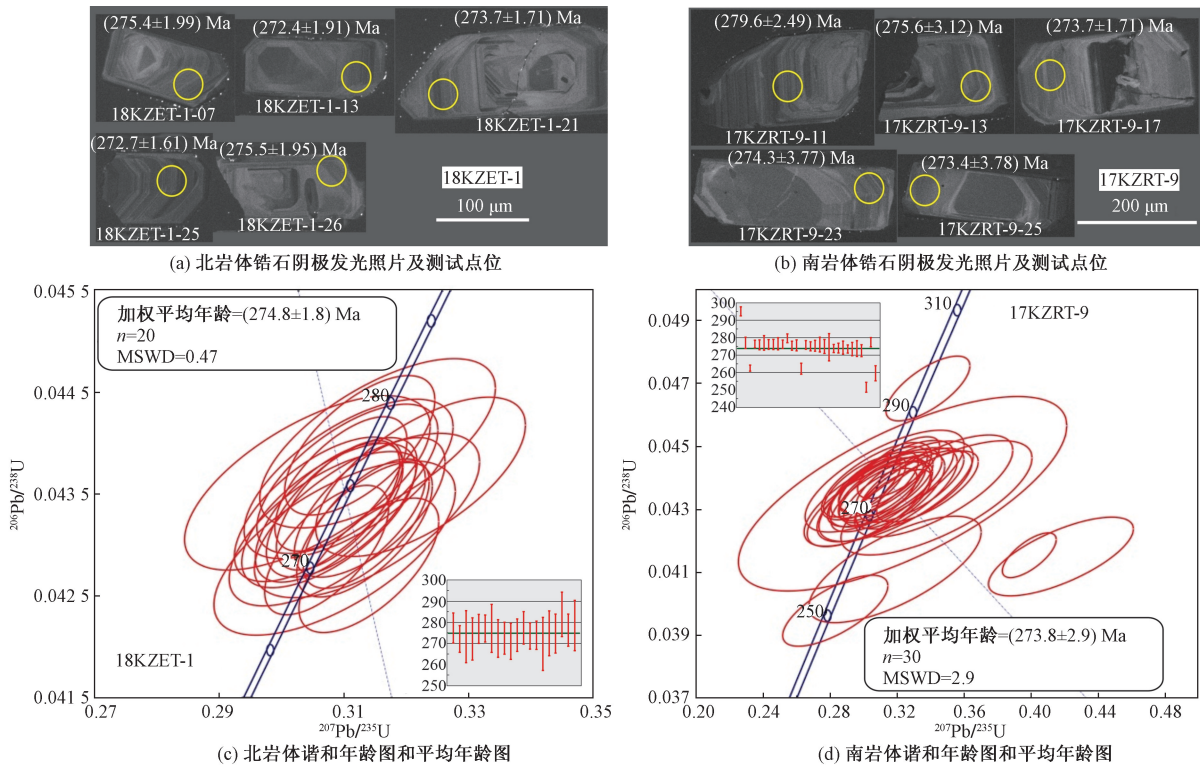 (275.4±1.99) Ma
(272.4±1.91) Ma
(273.7±1.71) Ma
18KZET-1-07
18KZET-1-13
18KZET-1-21
(272.7±1.61) Ma
(275.5±1.95) Ma
18KZET-1
100 μm
18KZET-1-25
18KZET-1-26
(a) 北岩体锆石阴极发光照片及测试点位
(279.6±2.49) Ma
(275.6±3.12) Ma
(273.7±1.71) Ma
17KZRT-9-11
17KZRT-9-13
17KZRT-9-17
(274.3±3.77) Ma
(273.4±3.78) Ma
17KZRT-9
200 μm
17KZRT-9-23
17KZRT-9-25
(b) 南岩体锆石阴极发光照片及测试点位
0.045 5
0.044 5
0.043 5
0.042 5
0.041 5
²⁰⁶Pb/²³⁸U
加权平均年龄=(274.8±1.8) Ma
n=20
MSWD=0.47
280
270
18KZET-1
300
290
280
270
260
250
0.27
0.29
0.31
0.33
0.35
²⁰⁷Pb/²³⁵U
(c) 北岩体谐和年龄图和平均年龄图
0.049
0.047
0.045
0.043
0.041
0.039
0.037
²⁰⁶Pb/²³⁸U
300
290
280
270
260
250
240
310
17KZRT-9
290
270
250
加权平均年龄=(273.8±2.9) Ma
n=30
MSWD=2.9
0.20
0.24
0.28
0.32
0.36
0.40
0.44
0.48
²⁰⁷Pb/²³⁵U
(d) 南岩体谐和年龄图和平均年龄图